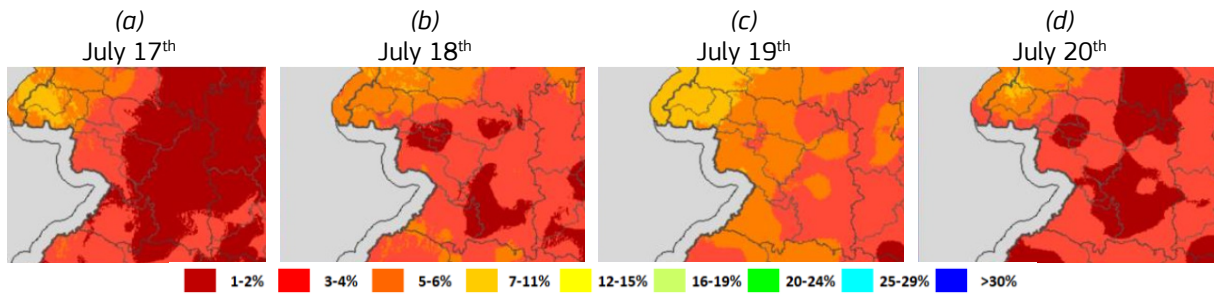 (a) (b) (c) (d)
July 17th July 18th July 19th July 20th
1-2% 3-4% 5-6% 7-11% 12-15% 16-19% 20-24% 25-29% >30%